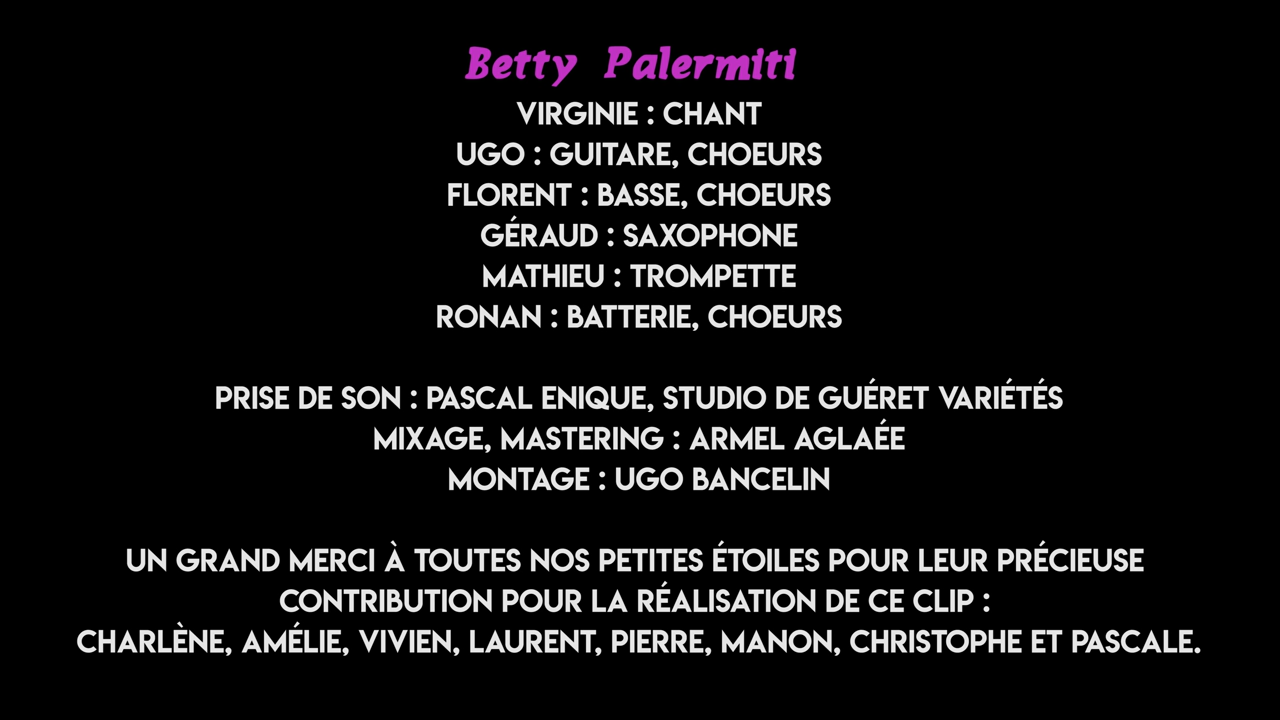 Betty Palermiti
VIRGINIE : CHANT
UGO : GUITARE, CHOEURS
FLORENT : BASSE, CHOEURS
GÉRAUD : SAXOPHONE
MATHIEU : TROMPETTE
RONAN : BATTERIE, CHOEURS
PRISE DE SON : PASCAL ENIQUE, STUDIO DE GUÉRET VARIÉTÉS
MIXAGE, MASTERING : ARMEL AGLAÉE
MONTAGE : UGO BANCELIN
UN GRAND MERCI À TOUTES NOS PETITES ÉTOILES POUR LEUR PRÉCIEUSE
CONTRIBUTION POUR LA RÉALISATION DE CE CLIP :
CHARLÈNE, AMÉLIE, VIVIEN, LAURENT, PIERRE, MANON, CHRISTOPHE ET PASCALE.